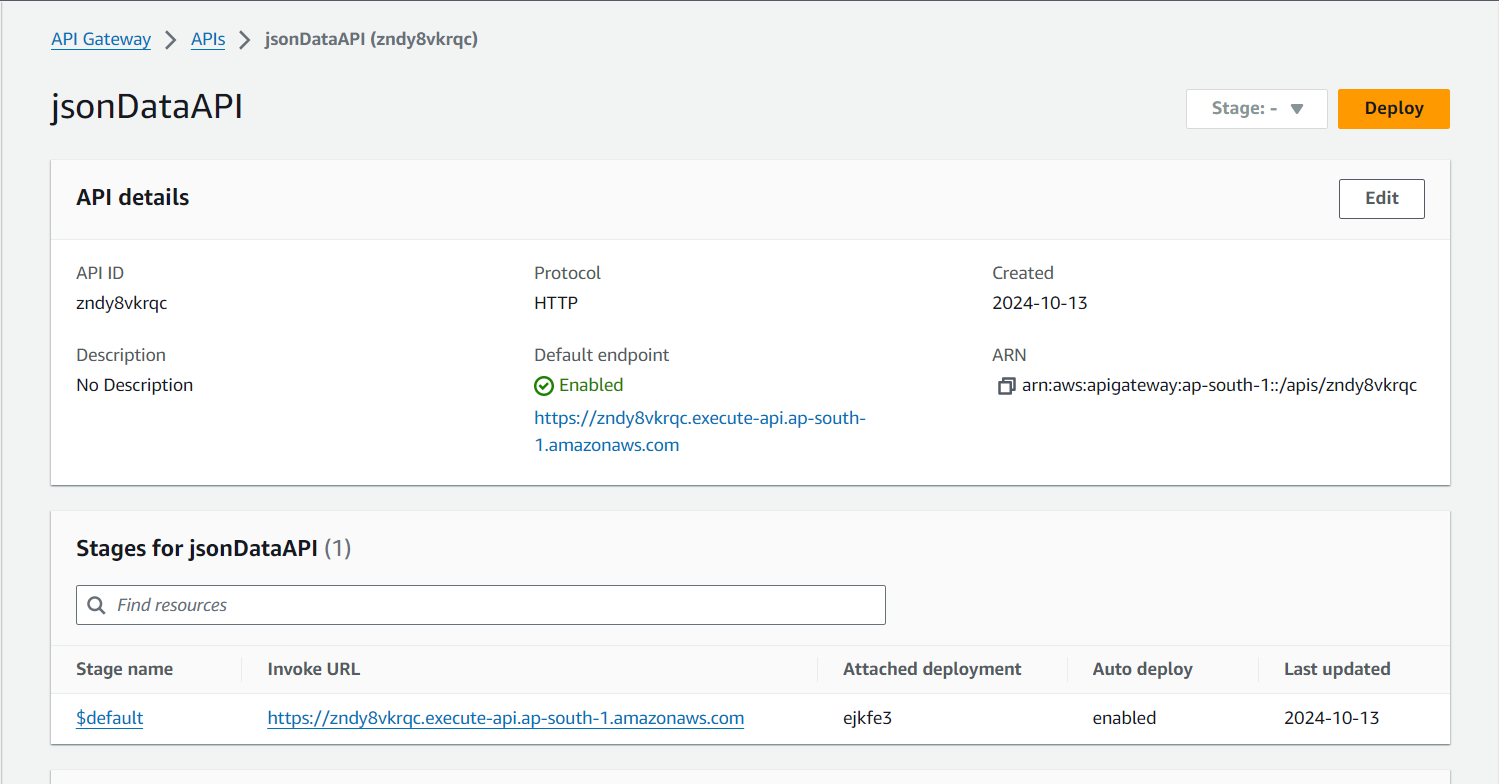 API Gateway > APIs > jsonDataAPI (zndy8vkrqc)
jsonDataAPI
Stage: -
Deploy
API details
Edit
API ID
zndy8vkrqc
Protocol
HTTP
Created
2024-10-13
Description
No Description
Default endpoint
Enabled
https://zndy8vkrqc.execute-api.ap-south-
1.amazonaws.com
ARN
arn:aws:apigateway:ap-south-1::/apis/zndy8vkrqc
Stages for jsonDataAPI (1)
Find resources
Stage name Invoke URL Attached deployment Auto deploy Last updated
$default https://zndy8vkrqc.execute-api.ap-south-1.amazonaws.com ejkfe3 enabled 2024-10-13